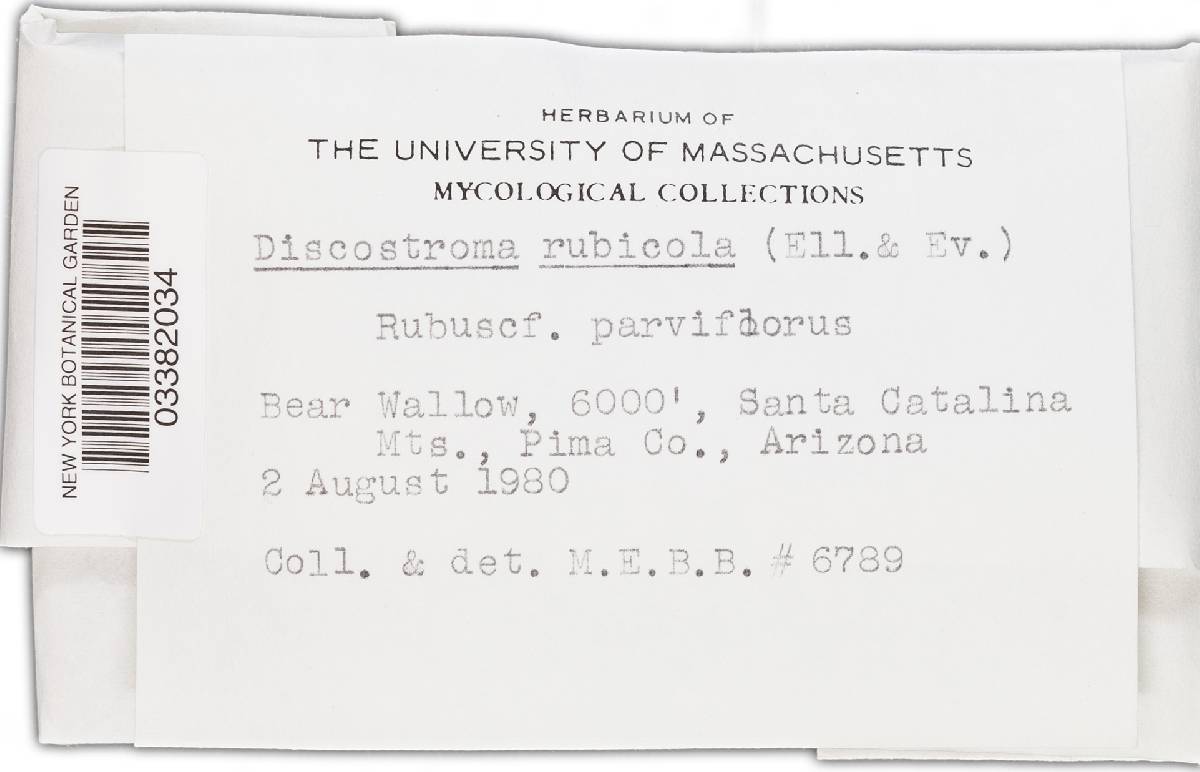 HERBARIUM OF
THE UNIVERSITY OF MASSACHUSETTS
MYCOLOGICAL COLLECTIONS
Discostroma rubicola (Ell.& Ev.)
Rubuscf. parviflorus
Bear Wallow, 6000', Santa Catalina
Mts., Pima Co., Arizona
2 August 1980
Coll. & det. M.E.B.B. # 6789
NEW YORK BOTANICAL GARDEN
03382034